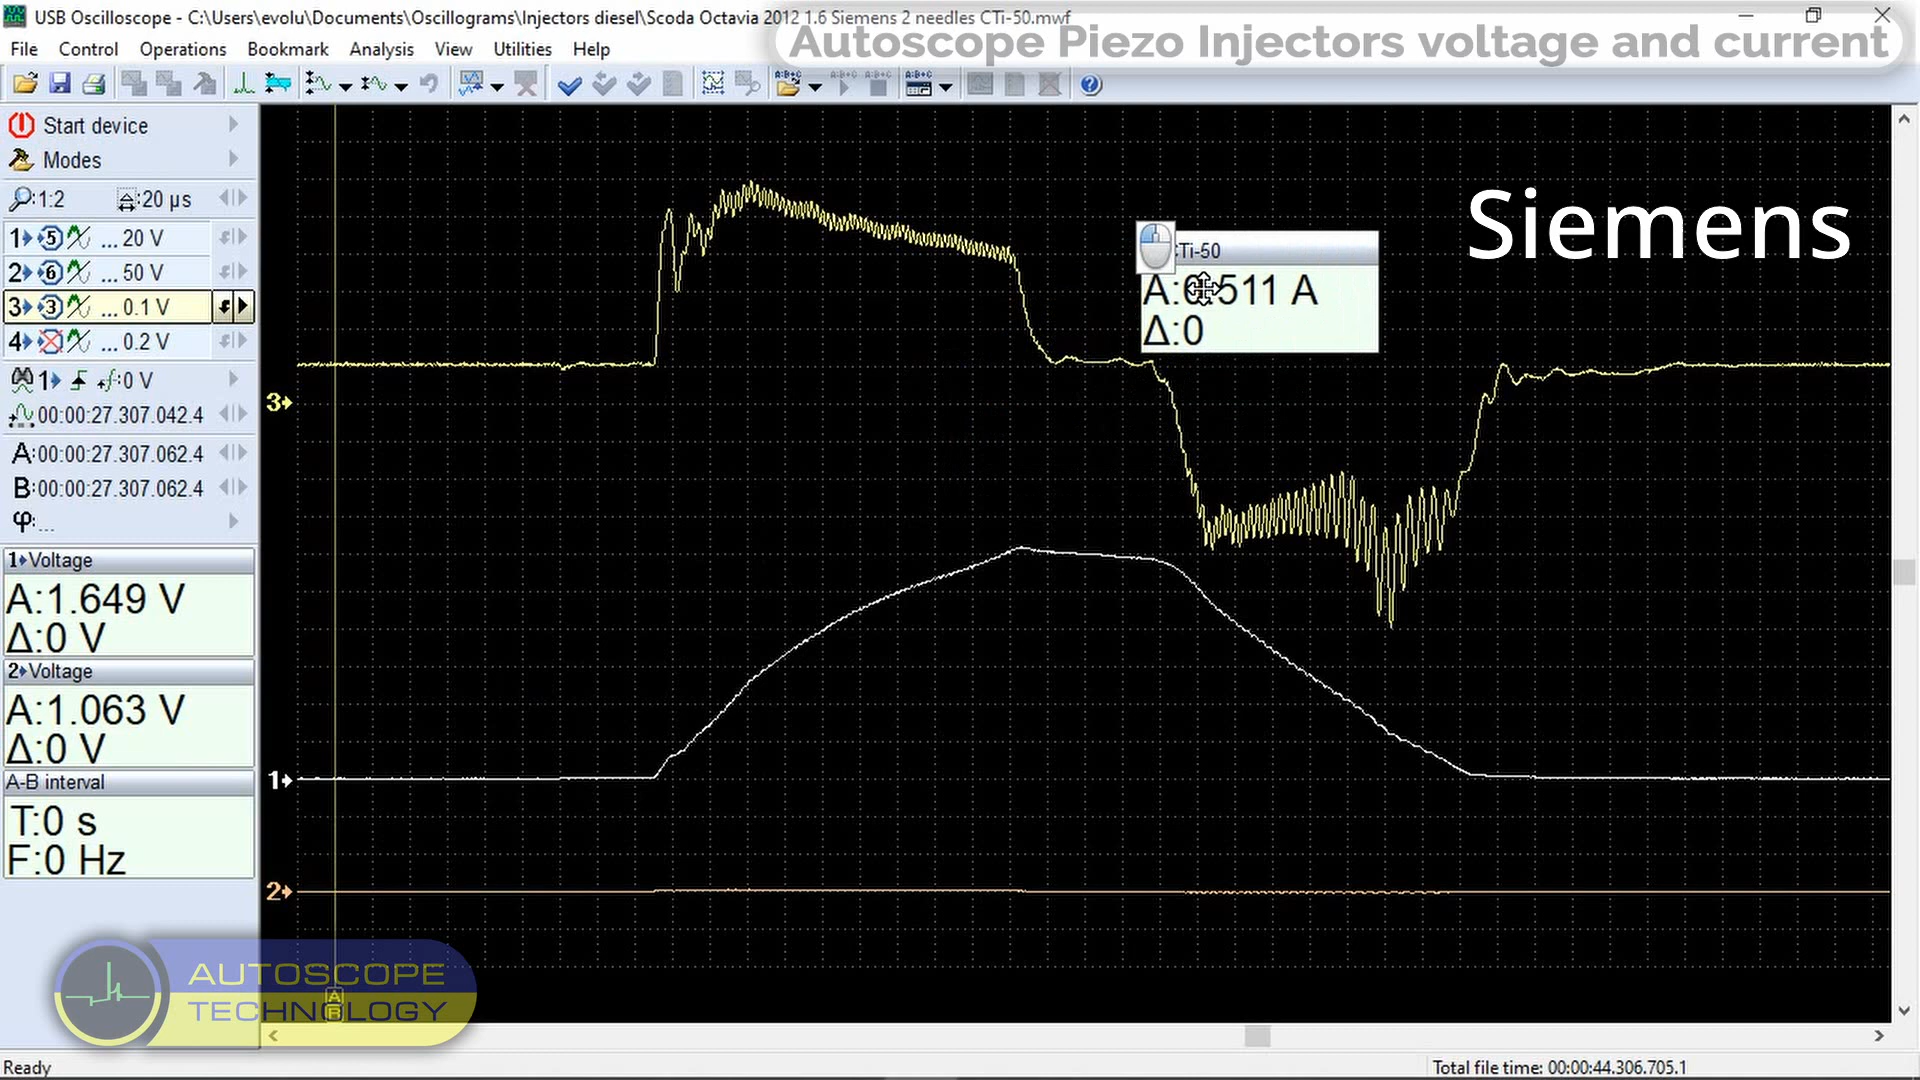 USB Oscilloscope - C:\Users\evolu\Documents\Oscillograms\Injectors diesel\Scoda Octavia 2012 1.6 Siemens 2 needles CTi-50.mwf
Autoscope Piezo Injectors voltage and current
File Control Operations Bookmark Analysis View Utilities Help
A:B+C A:B+C A:B+C A:B+C
Start device
Modes
:1:2 :20 µs
1 5 ... 20 V
2 6 ... 50 V
3 3 ... 0.1 V
4 ... 0.2 V
1 f:0 V
:00:00:27.307.042.4
A:00:00:27.307.062.4
B:00:00:27.307.062.4
φ:...
1 Voltage
A:1.649 V
Δ:0 V
2 Voltage
A:1.063 V
Δ:0 V
A-B interval
T:0 s
F:0 Hz
Siemens
CTi-50
A:0.511 A
Δ:0
3
1
2
A
B
AUTOSCOPE
TECHNOLOGY
Ready
Total file time: 00:00:44.306.705.1